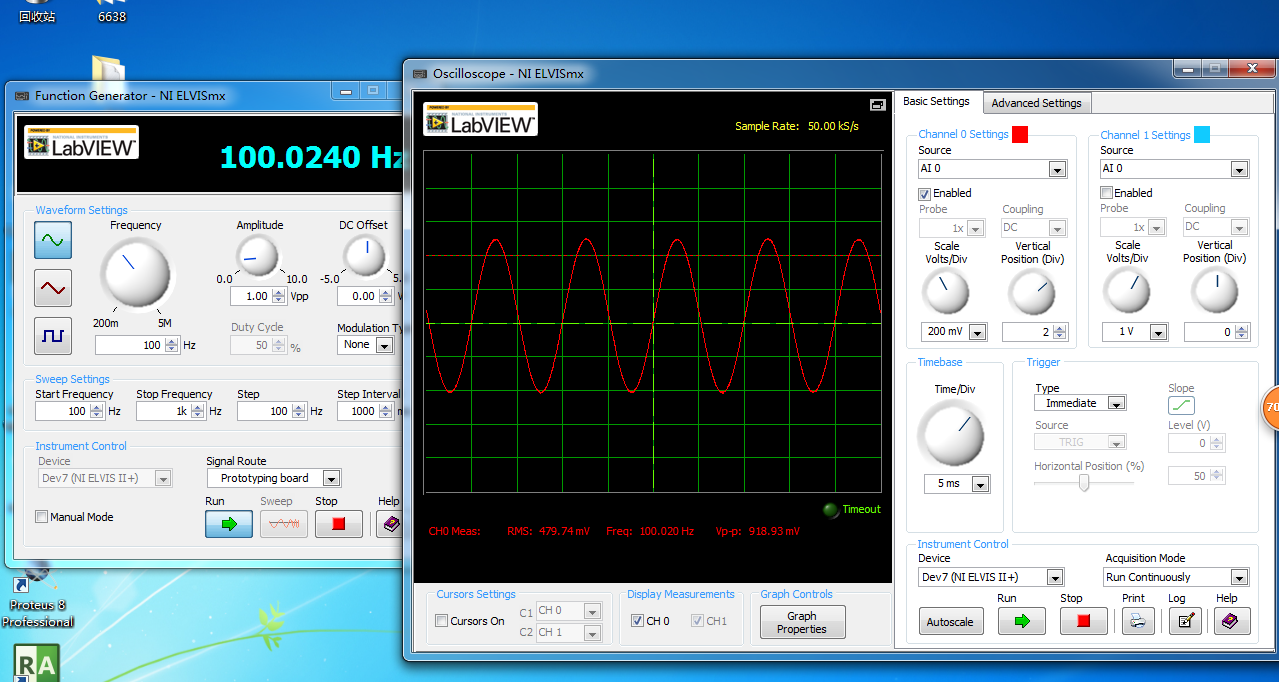 回收站
6638
Proteus 8
Professional
RA
Function Generator - NI ELVISmx
LabVIEW™
100.0240 Hz
Waveform Settings
Frequency
Amplitude
DC Offset
200m
5M
0.0
10.0
-5.0
5.
100
Hz
1.00
Vpp
0.00
Duty Cycle
50
%
Modulation Ty
None
Sweep Settings
Start Frequency
Stop Frequency
Step
Step Interval
100
Hz
1k
Hz
100
Hz
1000
Instrument Control
Device
Dev7 (NI ELVIS II+)
Signal Route
Prototyping board
Manual Mode
Run
Sweep
Stop
Help
Oscilloscope - NI ELVISmx
POWERED BY
NATIONAL INSTRUMENTS
LabVIEW™
Sample Rate: 50.00 kS/s
Timeout
CH0 Meas: RMS: 479.74 mV Freq: 100.020 Hz Vp-p: 918.93 mV
Cursors Settings
Cursors On
C1
CH 0
C2
CH 1
Display Measurements
CH 0
CH1
Graph Controls
Graph
Properties
Basic Settings
Advanced Settings
Channel 0 Settings
Source
AI 0
Enabled
Probe
Coupling
1x
DC
Scale
Volts/Div
Vertical
Position (Div)
200 mV
2
Channel 1 Settings
Source
AI 0
Enabled
Probe
Coupling
1x
DC
Scale
Volts/Div
Vertical
Position (Div)
1 V
0
Timebase
Time/Div
5 ms
Trigger
Type
Immediate
Slope
Source
TRIG
Level (V)
0
Horizontal Position (%)
50
Instrument Control
Device
Dev7 (NI ELVIS II+)
Acquisition Mode
Run Continuously
Autoscale
Run
Stop
Print
Log
Help
70